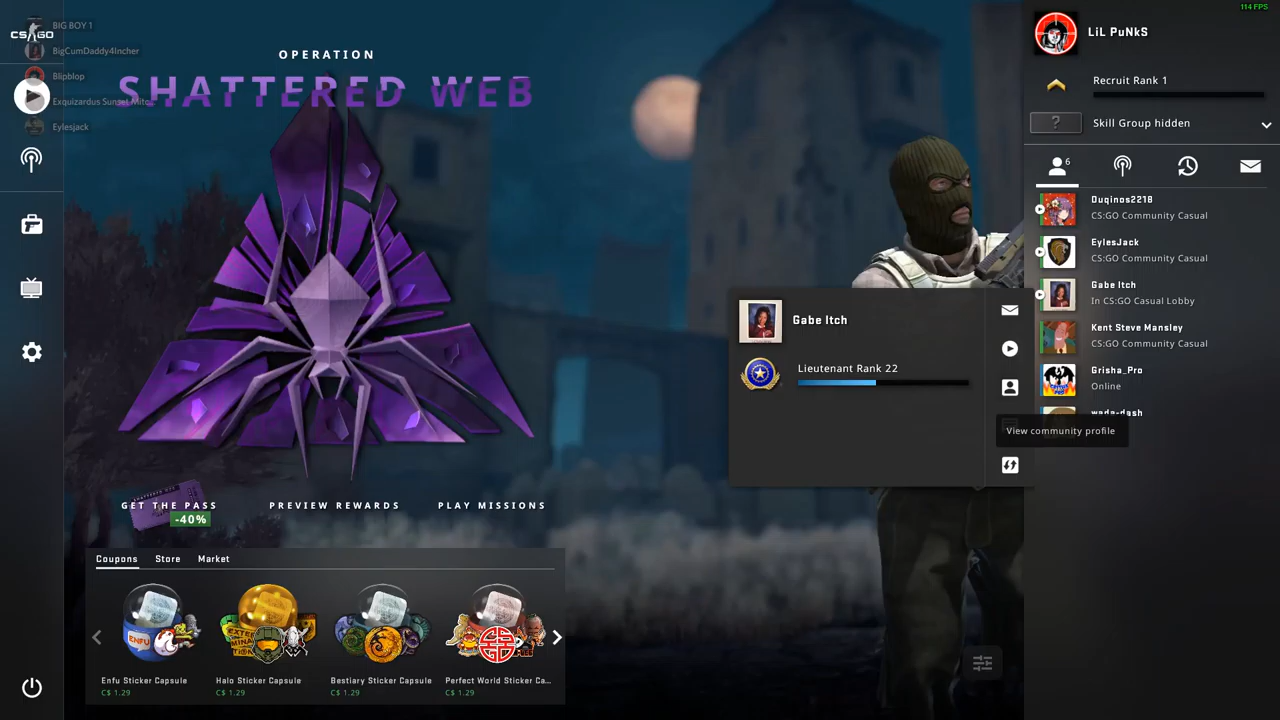 114 FPS
BIG BOY 1
CS:GO
BigCumDaddy4Incher
Blipblop
Eylesjack
OPERATION
SHATTERED WEB
GET THE PASS
-40%
PREVIEW REWARDS
PLAY MISSIONS
Coupons
Store
Market
Enfu Sticker Capsule
C$ 1.29
Halo Sticker Capsule
C$ 1.29
Bestiary Sticker Capsule
C$ 1.29
Perfect World Sticker Ca...
C$ 1.29
Gabe Itch
Lieutenant Rank 22
View community profile
LiL PuNkS
Recruit Rank 1
?
Skill Group hidden
6
Duqinos2218
CS:GO Community Casual
EylesJack
CS:GO Community Casual
Gabe Itch
In CS:GO Casual Lobby
Kent Steve Mansley
CS:GO Community Casual
Grisha_Pro
Online
wada-dash